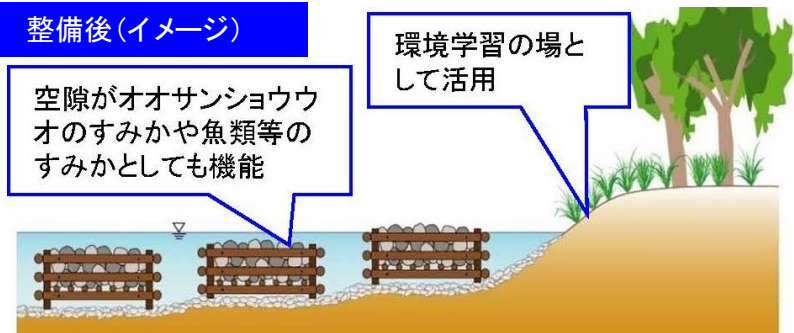 整備後（イメージ）
環境学習の場と
して活用
空隙がオオサンショウウ
オのすみかや魚類等の
すみかとしても機能